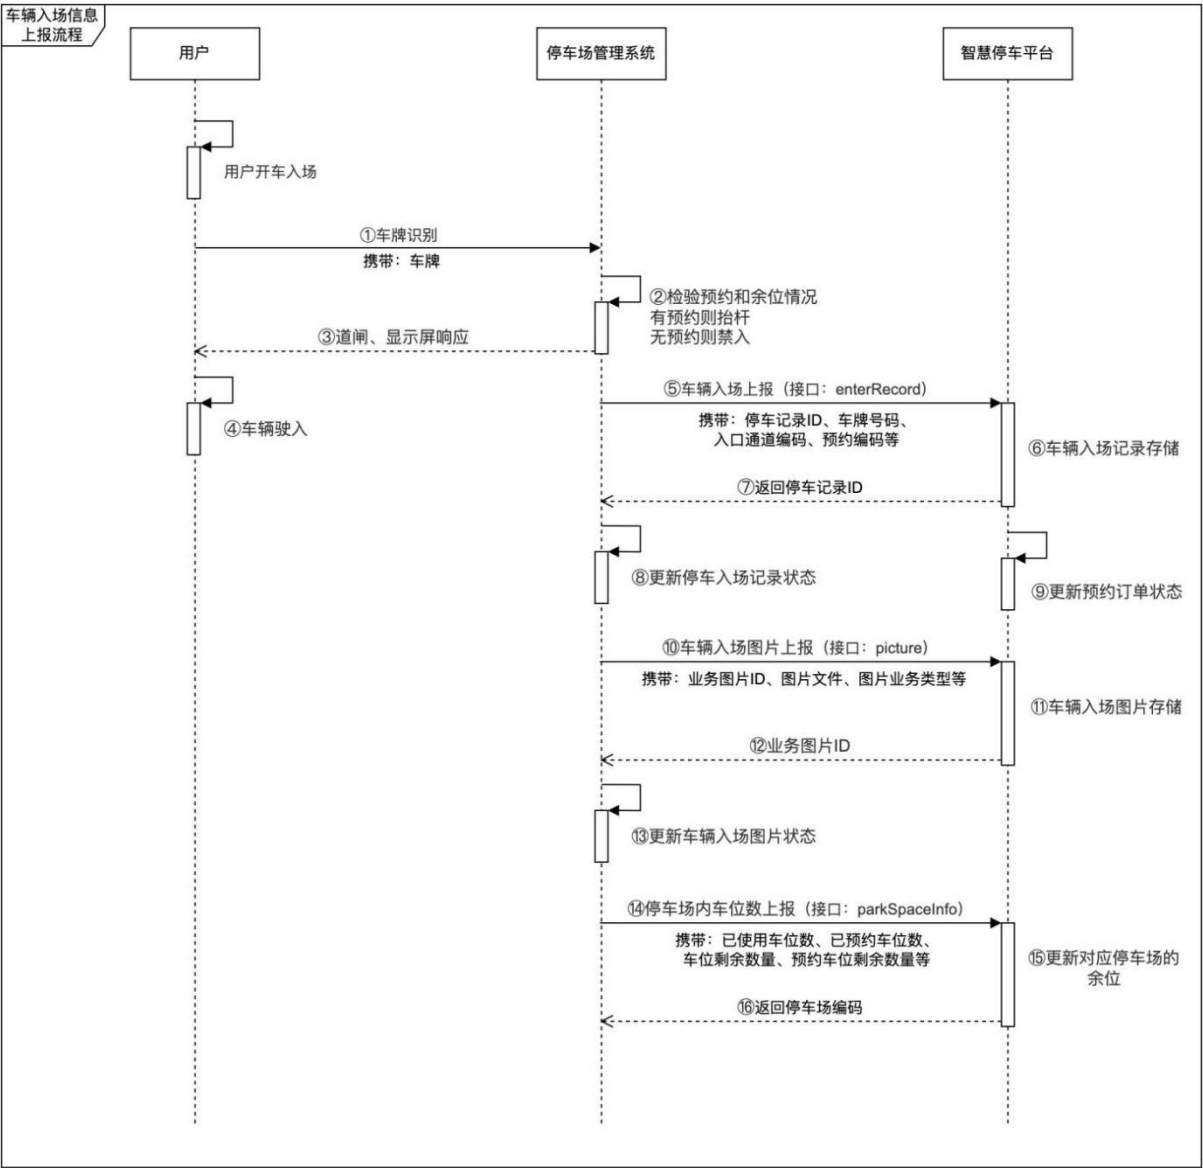 车辆入场信息
上报流程
用户
停车场管理系统
智慧停车平台
用户开车入场
①车牌识别
携带：车牌
②检验预约和余位情况
有预约则抬杆
无预约则禁入
③道闸、显示屏响应
④车辆驶入
⑤车辆入场上报（接口：enterRecord）
携带：停车记录ID、车牌号码、
入口通道编码、预约编码等
⑥车辆入场记录存储
⑦返回停车记录ID
⑧更新停车入场记录状态
⑨更新预约订单状态
⑩车辆入场图片上报（接口：picture）
携带：业务图片ID、图片文件、图片业务类型等
⑪车辆入场图片存储
⑫业务图片ID
⑬更新车辆入场图片状态
⑭停车场内车位数上报（接口：parkSpaceInfo）
携带：已使用车位数、已预约车位数、
车位剩余数量、预约车位剩余数量等
⑮更新对应停车场的
余位
⑯返回停车场编码